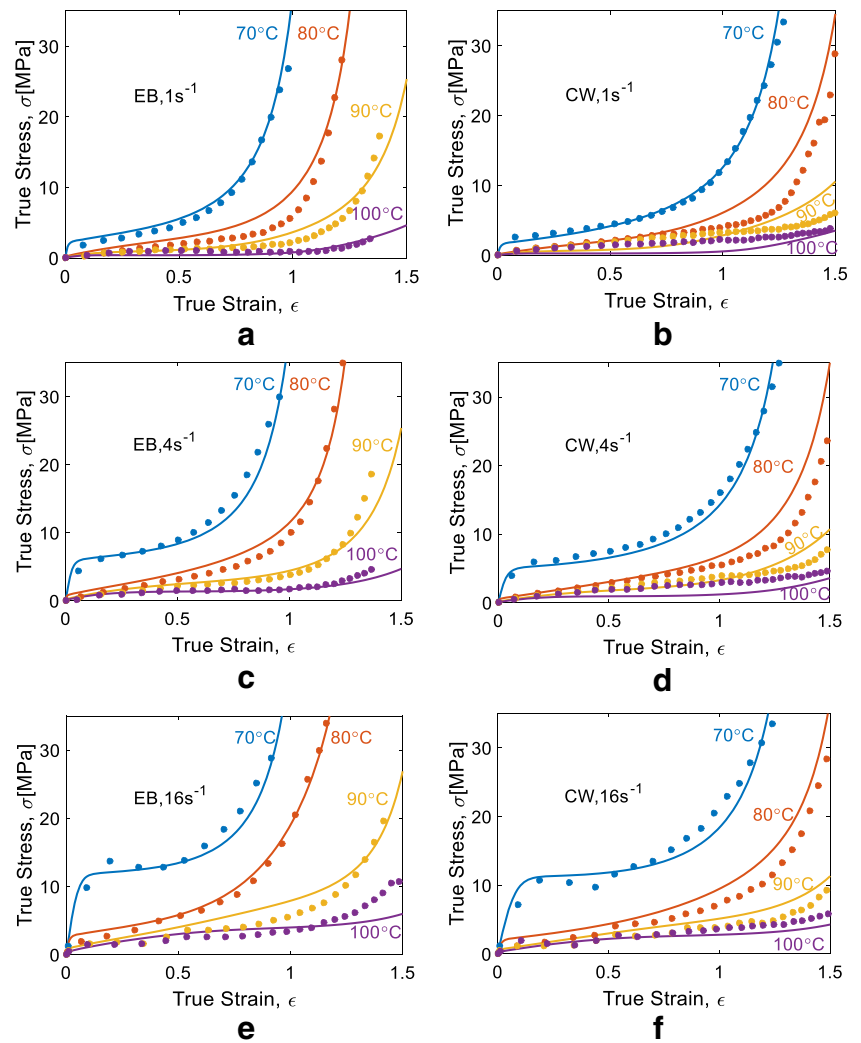 True Stress, σ[MPa]
30
20
10
0
70°C
80°C
EB,1s⁻¹
90°C
100°C
0
0.5
1
1.5
True Strain, ϵ
a
True Stress, σ[MPa]
30
20
10
0
70°C
CW,1s⁻¹
80°C
90°C
100°C
0
0.5
1
1.5
True Strain, ϵ
b
True Stress, σ[MPa]
30
20
10
0
70°C
80°C
EB,4s⁻¹
90°C
100°C
0
0.5
1
1.5
True Strain, ϵ
c
True Stress, σ[MPa]
30
20
10
0
70°C
CW,4s⁻¹
80°C
90°C
100°C
0
0.5
1
1.5
True Strain, ϵ
d
True Stress, σ[MPa]
30
20
10
0
70°C
80°C
EB,16s⁻¹
90°C
100°C
0
0.5
1
1.5
True Strain, ϵ
e
True Stress, σ[MPa]
30
20
10
0
70°C
CW,16s⁻¹
80°C
90°C
100°C
0
0.5
1
1.5
True Strain, ϵ
f